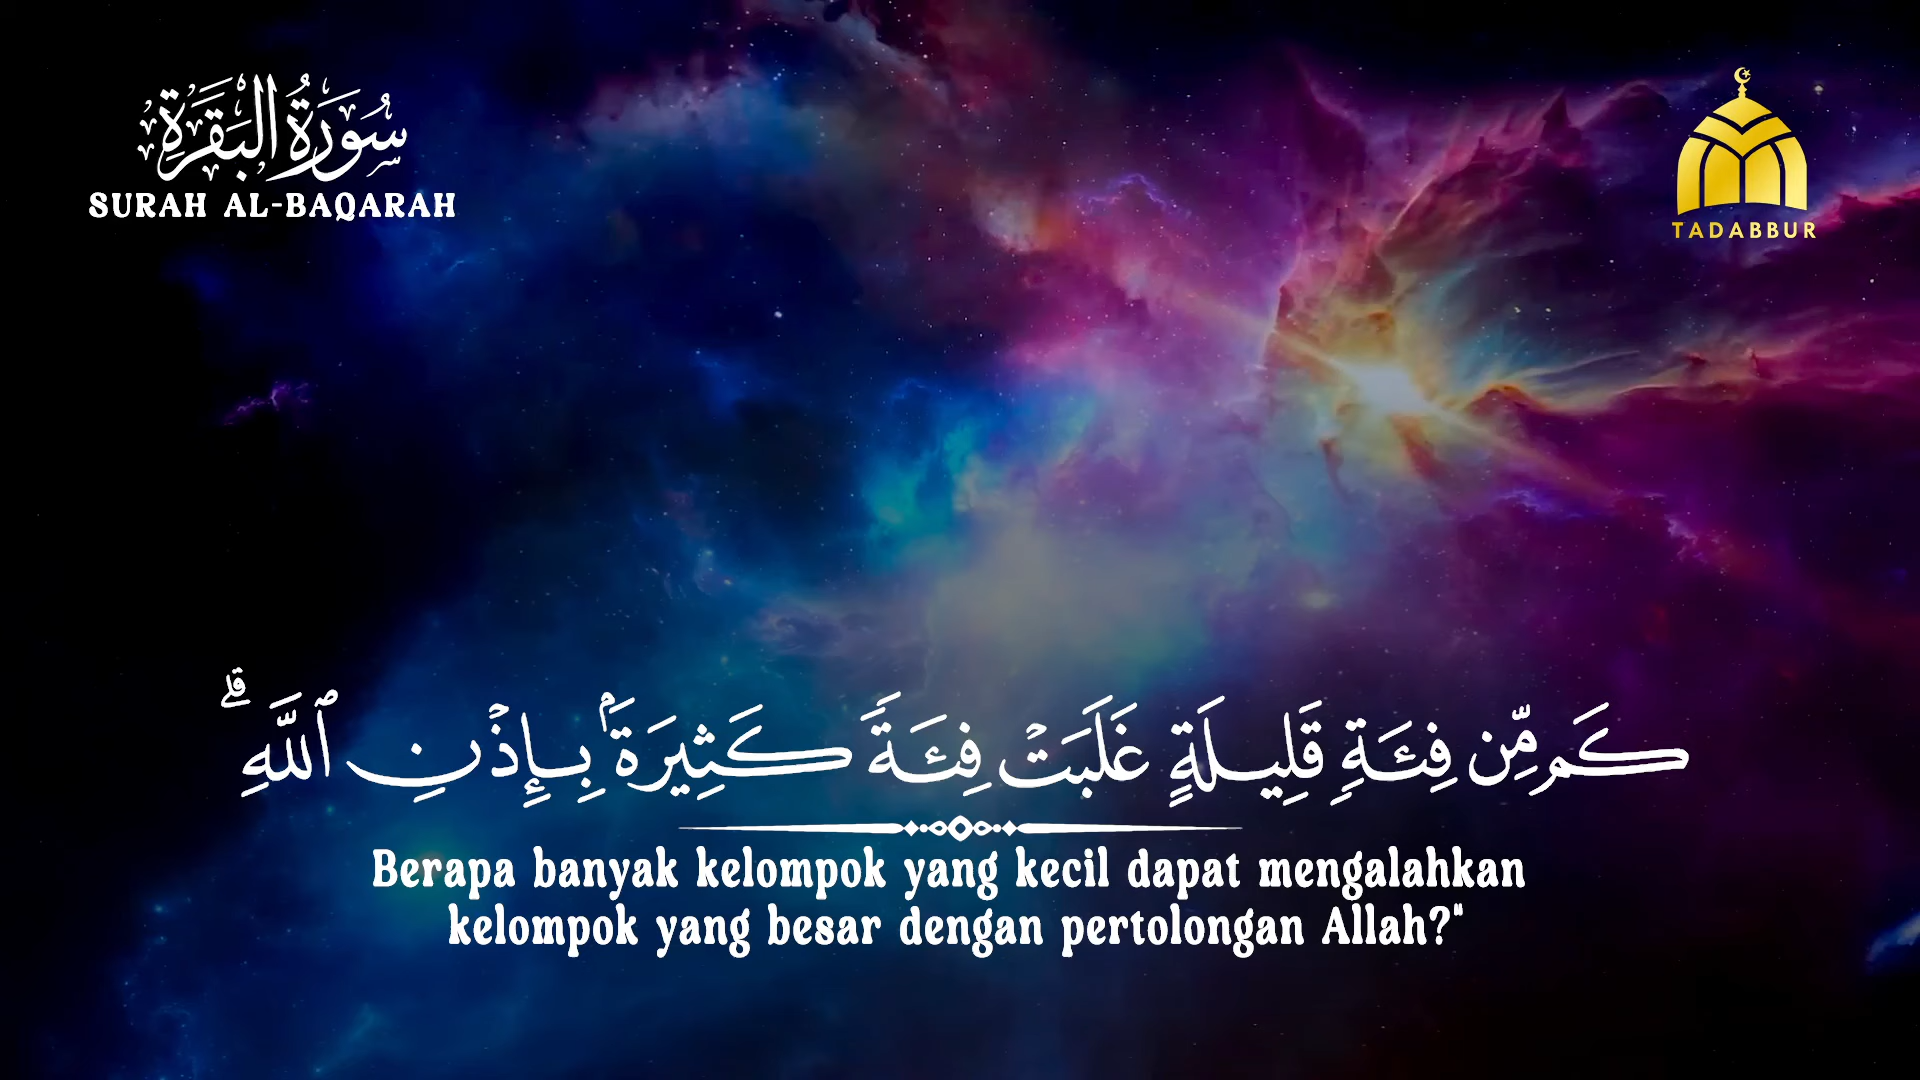 سُورَةُ الْبَقَرَةِ
SURAH AL-BAQARAH
TADABBUR
كَم مِّن فِئَةٍ قَلِيلَةٍ غَلَبَتْ فِئَةً كَثِيرَةًۢ بِإِذْنِ ٱللَّهِ ۗ
Berapa banyak kelompok yang kecil dapat mengalahkan
kelompok yang besar dengan pertolongan Allah?"